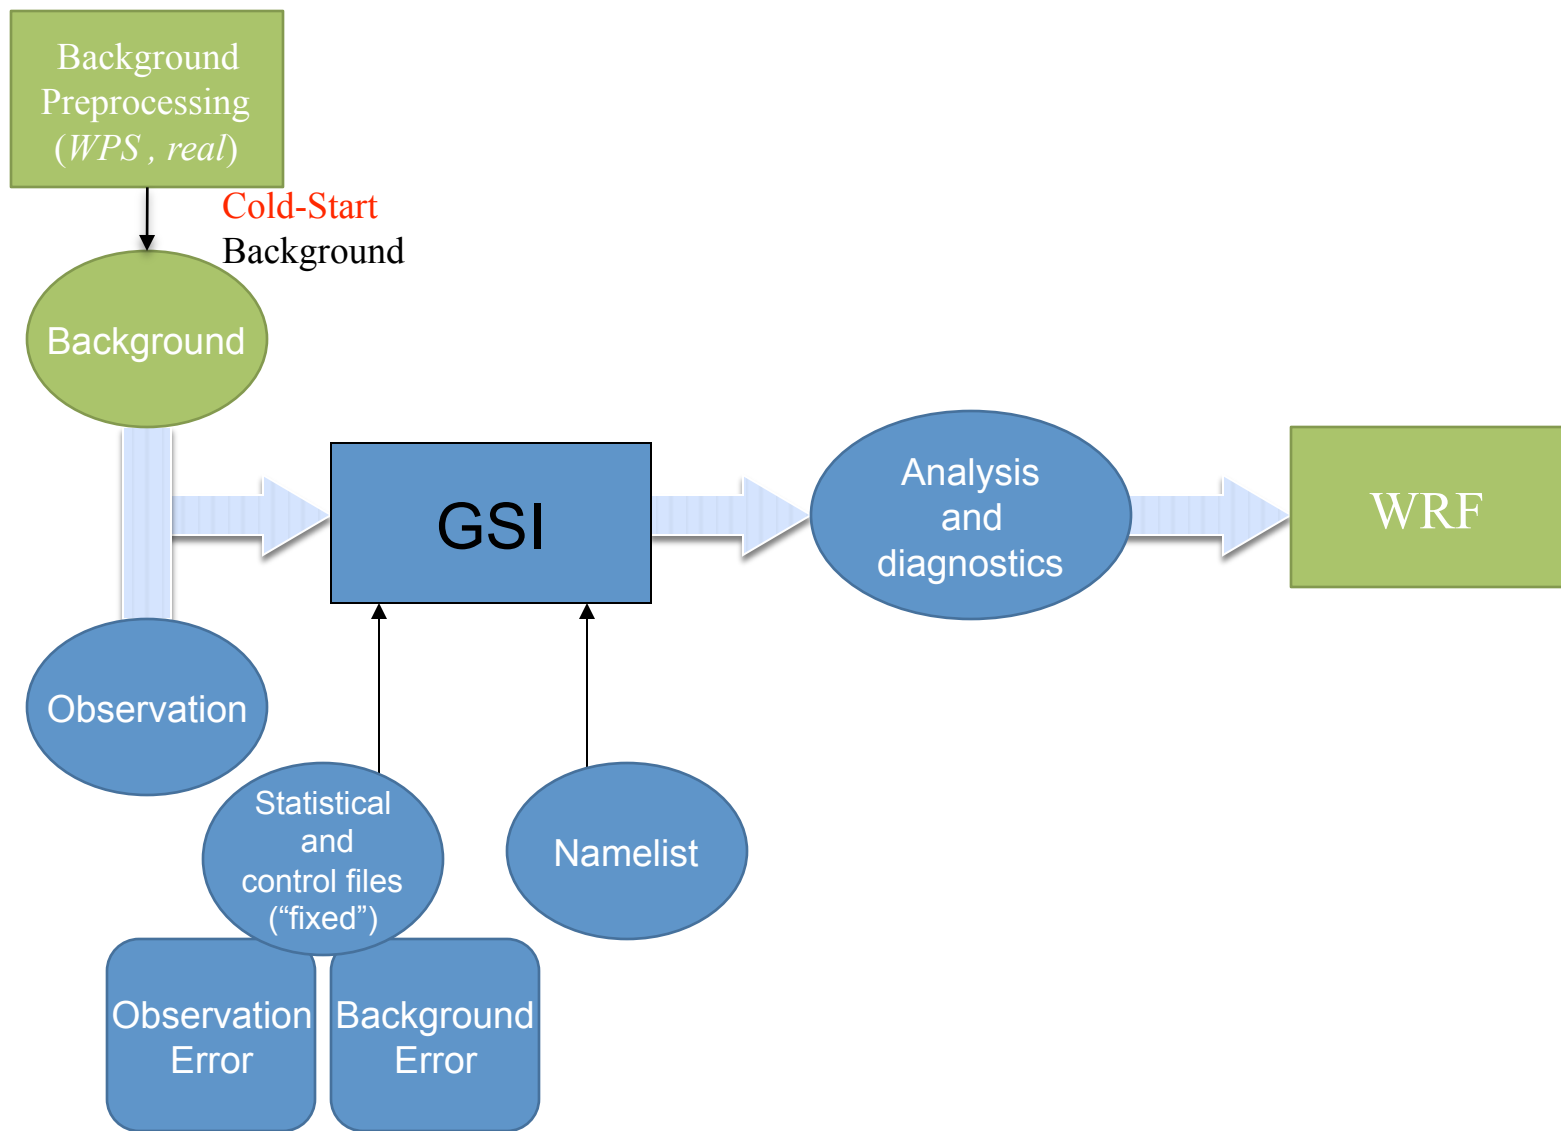 Background
Preprocessing
(WPS , real)
Cold-Start
Background
Background
GSI
Analysis
and
diagnostics
WRF
Observation
Statistical
and
control files
(“fixed”)
Namelist
Observation
Error
Background
Error